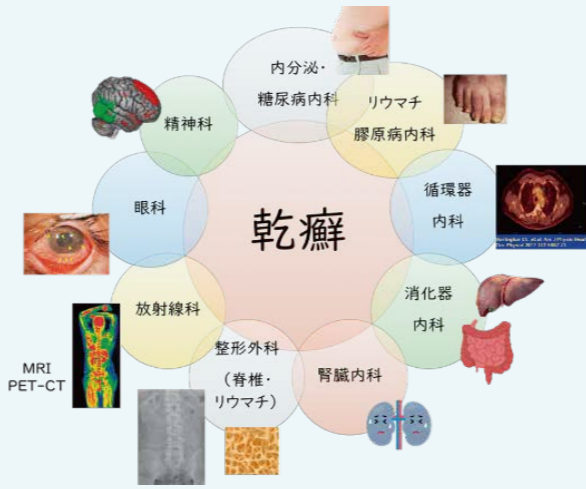 内分泌・
糖尿病内科
リウマチ
膠原病内科
精神科
循環器
内科
眼科
乾癬
消化器
内科
放射線科
整形外科
(脊椎・
リウマチ)
腎臓内科
MRI
PET-CT